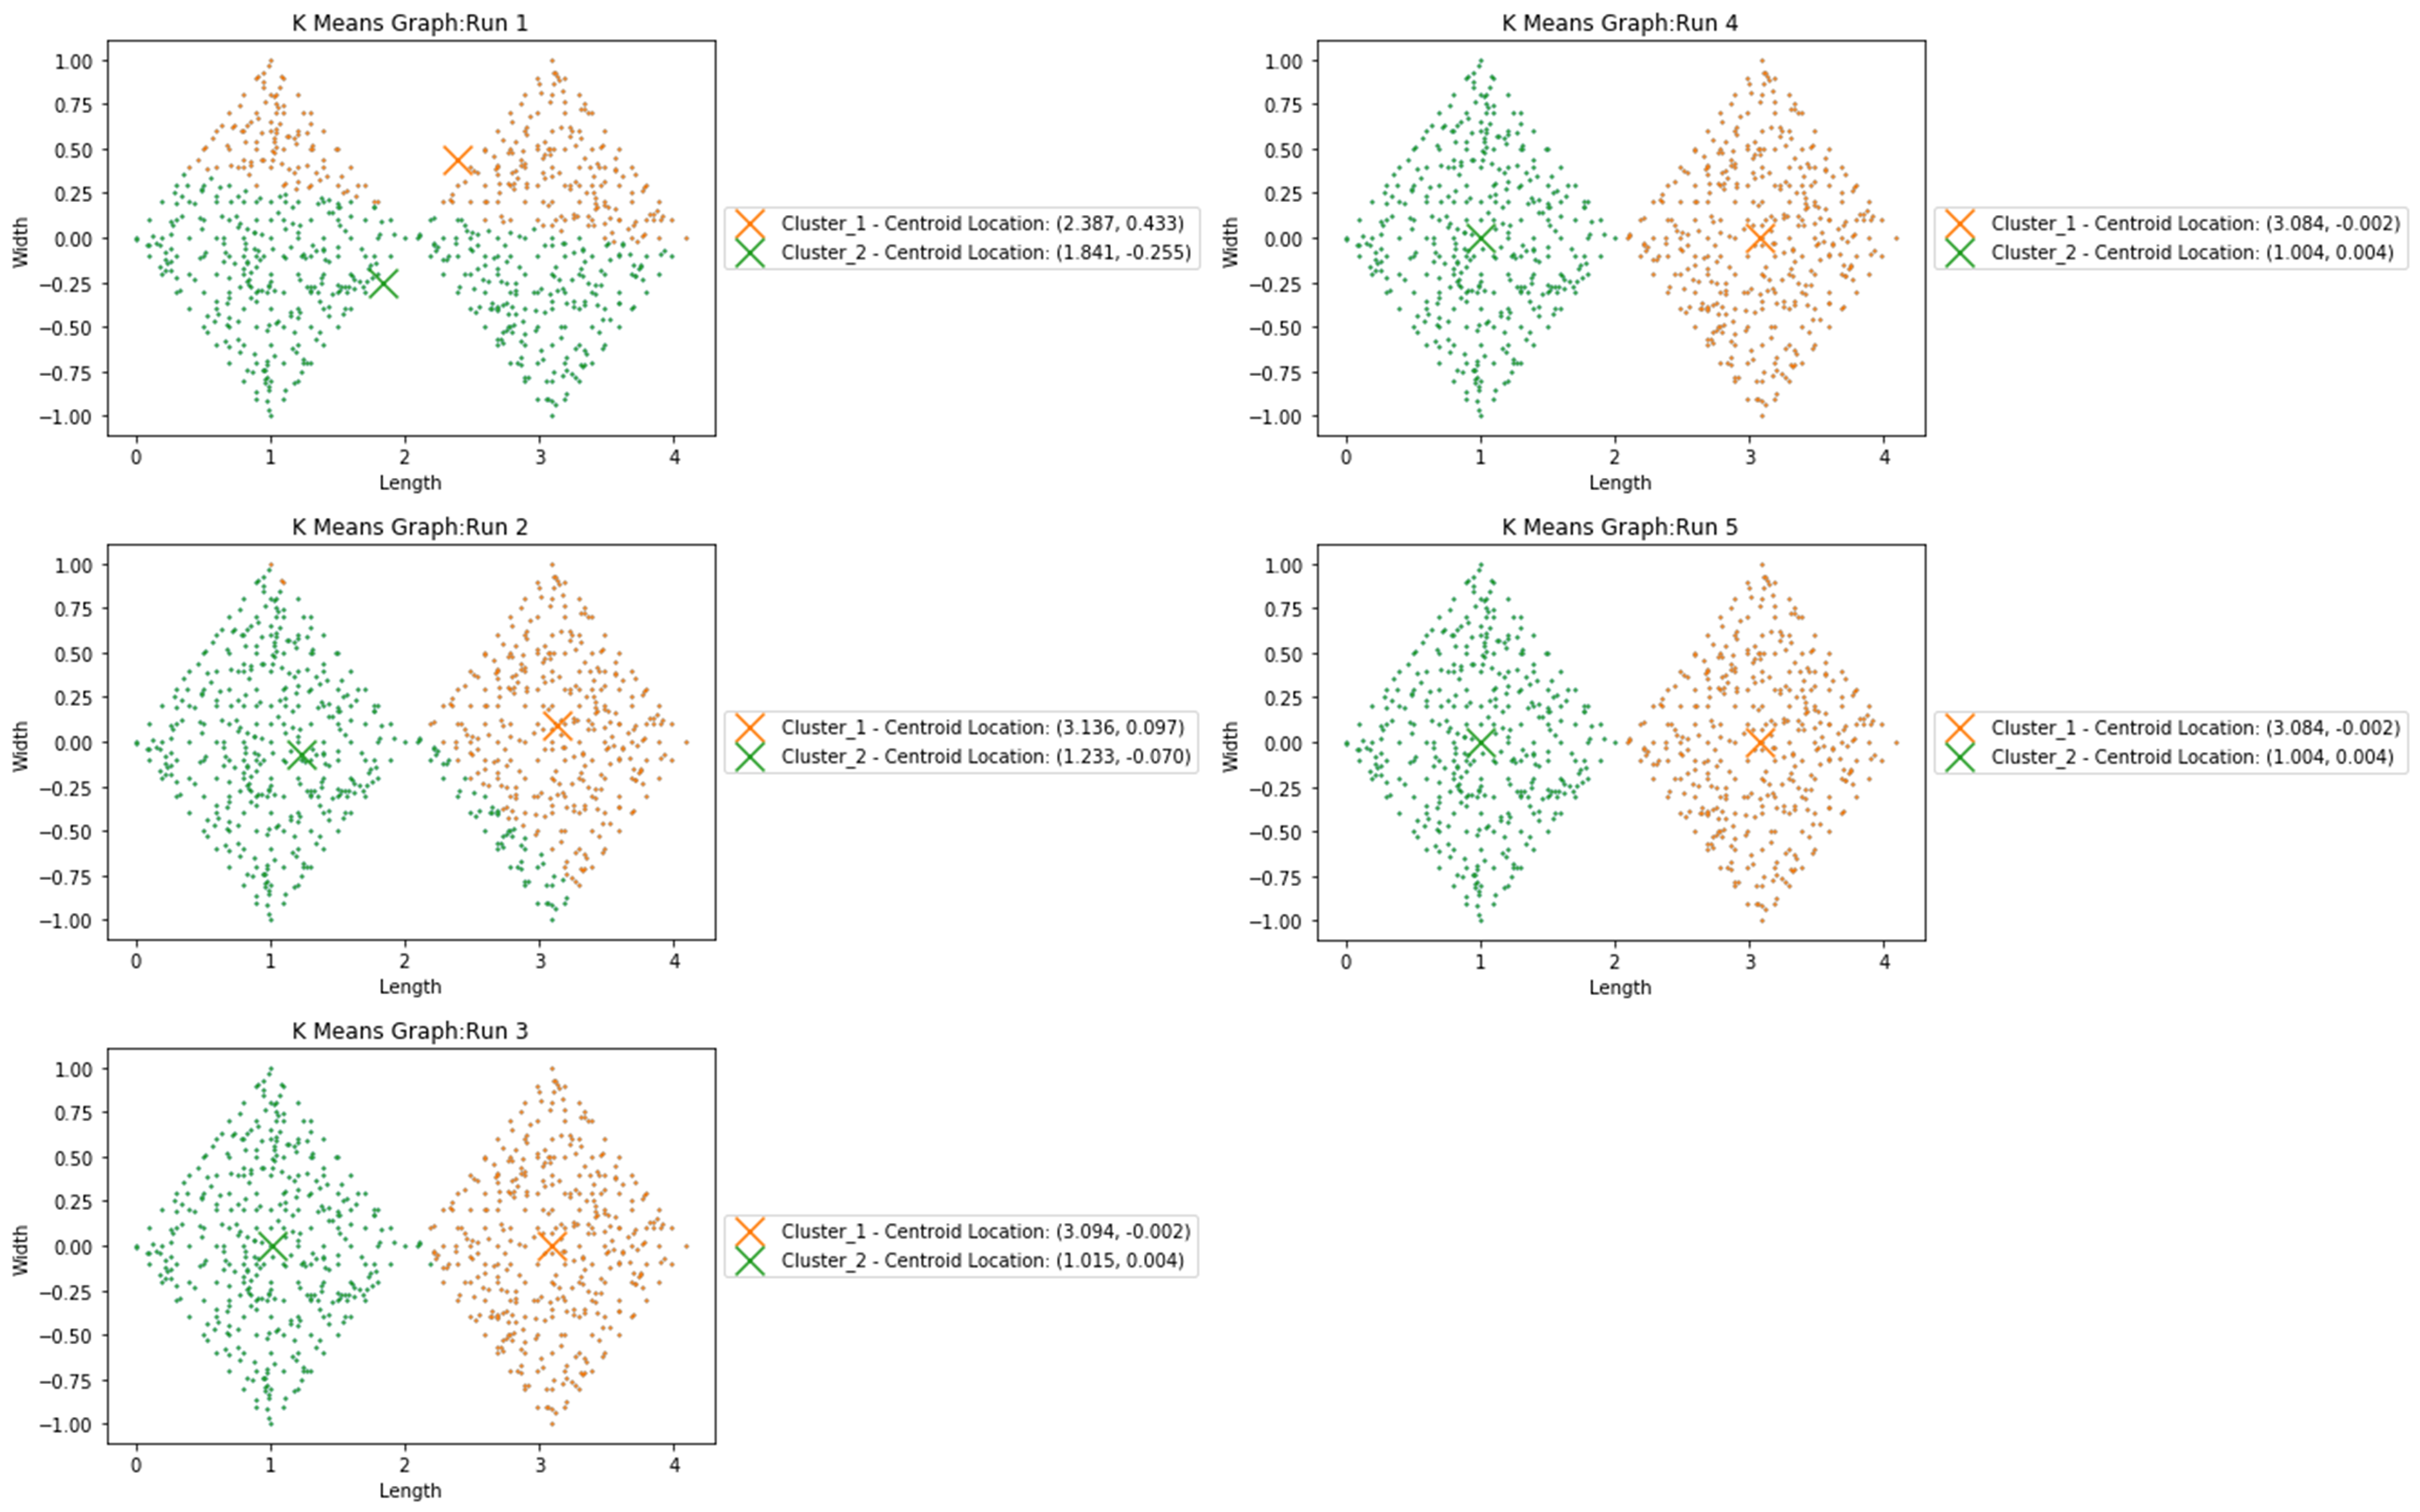 K Means Graph:Run 1
1.00
0.75
0.50
0.25
0.00
−0.25
−0.50
−0.75
−1.00
Width
0 1 2 3 4
Length
Cluster_1 - Centroid Location: (2.387, 0.433)
Cluster_2 - Centroid Location: (1.841, -0.255)
K Means Graph:Run 2
1.00
0.75
0.50
0.25
0.00
−0.25
−0.50
−0.75
−1.00
Width
0 1 2 3 4
Length
Cluster_1 - Centroid Location: (3.136, 0.097)
Cluster_2 - Centroid Location: (1.233, -0.070)
K Means Graph:Run 3
1.00
0.75
0.50
0.25
0.00
−0.25
−0.50
−0.75
−1.00
Width
0 1 2 3 4
Length
Cluster_1 - Centroid Location: (3.094, -0.002)
Cluster_2 - Centroid Location: (1.015, 0.004)
K Means Graph:Run 4
1.00
0.75
0.50
0.25
0.00
−0.25
−0.50
−0.75
−1.00
Width
0 1 2 3 4
Length
Cluster_1 - Centroid Location: (3.084, -0.002)
Cluster_2 - Centroid Location: (1.004, 0.004)
K Means Graph:Run 5
1.00
0.75
0.50
0.25
0.00
−0.25
−0.50
−0.75
−1.00
Width
0 1 2 3 4
Length
Cluster_1 - Centroid Location: (3.084, -0.002)
Cluster_2 - Centroid Location: (1.004, 0.004)